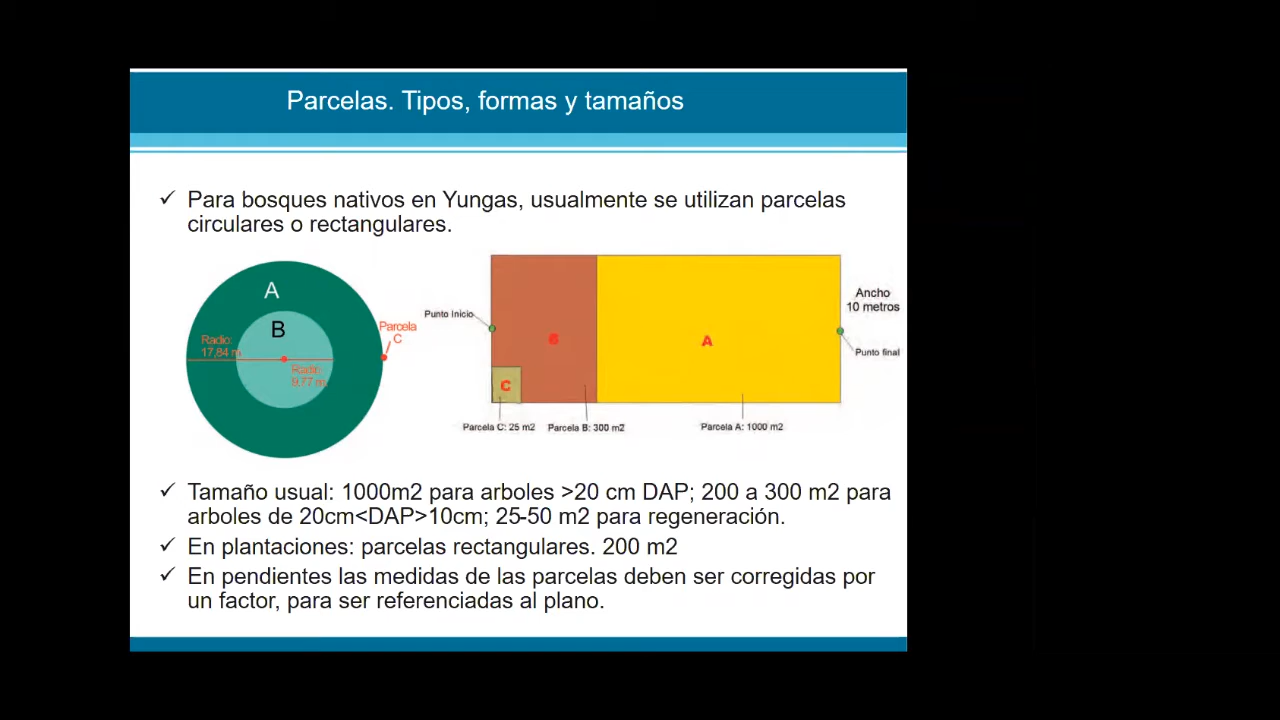 Parcelas. Tipos, formas y tamaños
✓ Para bosques nativos en Yungas, usualmente se utilizan parcelas
circulares o rectangulares.
A
B
Radio:
17,84 m
Radio:
9,77 m
Parcela
C
Punto Inicio
B
A
C
Ancho
10 metros
Punto final
Parcela C: 25 m2
Parcela B: 300 m2
Parcela A: 1000 m2
✓ Tamaño usual: 1000m2 para arboles >20 cm DAP; 200 a 300 m2 para
arboles de 20cm<DAP>10cm; 25-50 m2 para regeneración.
✓ En plantaciones: parcelas rectangulares. 200 m2
✓ En pendientes las medidas de las parcelas deben ser corregidas por
un factor, para ser referenciadas al plano.